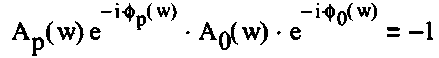 A_p(w) e^{-i·ϕ_p(w)} · A_0(w) · e^{-i·ϕ_0(w)} = −1